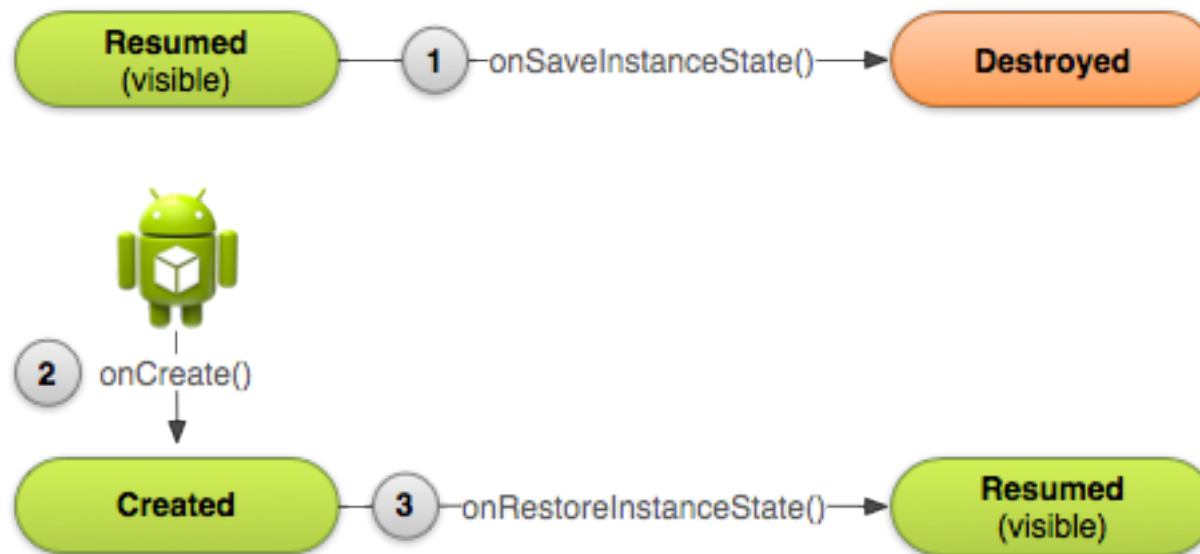 Resumed
(visible)
1
onSaveInstanceState()
Destroyed
2
onCreate()
Created
3
onRestoreInstanceState()
Resumed
(visible)